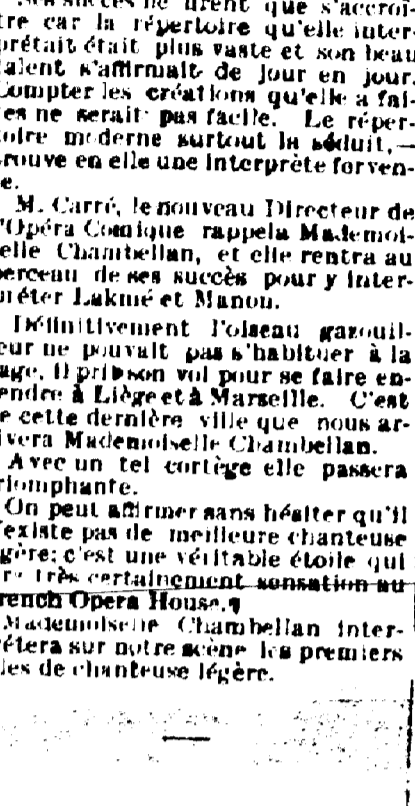 Ses succès ne firent que s'accroî-
tre car la répertoire qu'elle inter-
prétait était plus vaste et son beau
talent s'affirmait de jour en jour.
Compter les créations qu'elle a fai-
tes ne serait pas facile. Le réper-
toire moderne surtout la séduit,—
trouve en elle une interprète forven-
te.
M. Carré, le nouveau Directeur de
l'Opéra Comique rappela Mademoi-
selle Chambellan, et elle rentra au
berceau de ses succès pour y inter-
préter Lakmé et Manon.
Définitivement l'oiseau gazouil-
leur ne pouvait pas s'habituer à la
cage, il prit son vol pour se faire en-
tendre à Liège et à Marseille. C'est
de cette dernière ville que nous ar-
rivera Mademoiselle Chambellan.
Avec un tel cortège elle passera
triomphante.
On peut affirmer sans hésiter qu'il
n'existe pas de meilleure chanteuse
légère; c'est une véritable étoile qui
très certainement sensation au
French Opera House.
Mademoiselle Chambellan inter-
prétera sur notre scène les premiers
rôles de chanteuse légère.